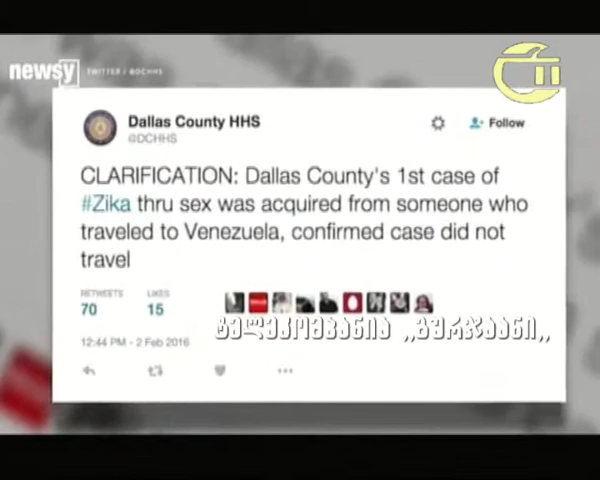 newsy
TWITTER / @DCHHS
Dallas County HHS
@DCHHS
Follow
CLARIFICATION: Dallas County's 1st case of
#Zika thru sex was acquired from someone who
traveled to Venezuela, confirmed case did not
travel
RETWEETS LIKES
70 15
ტელეკომპანია „გურჯაანი„
12:44 PM - 2 Feb 2016